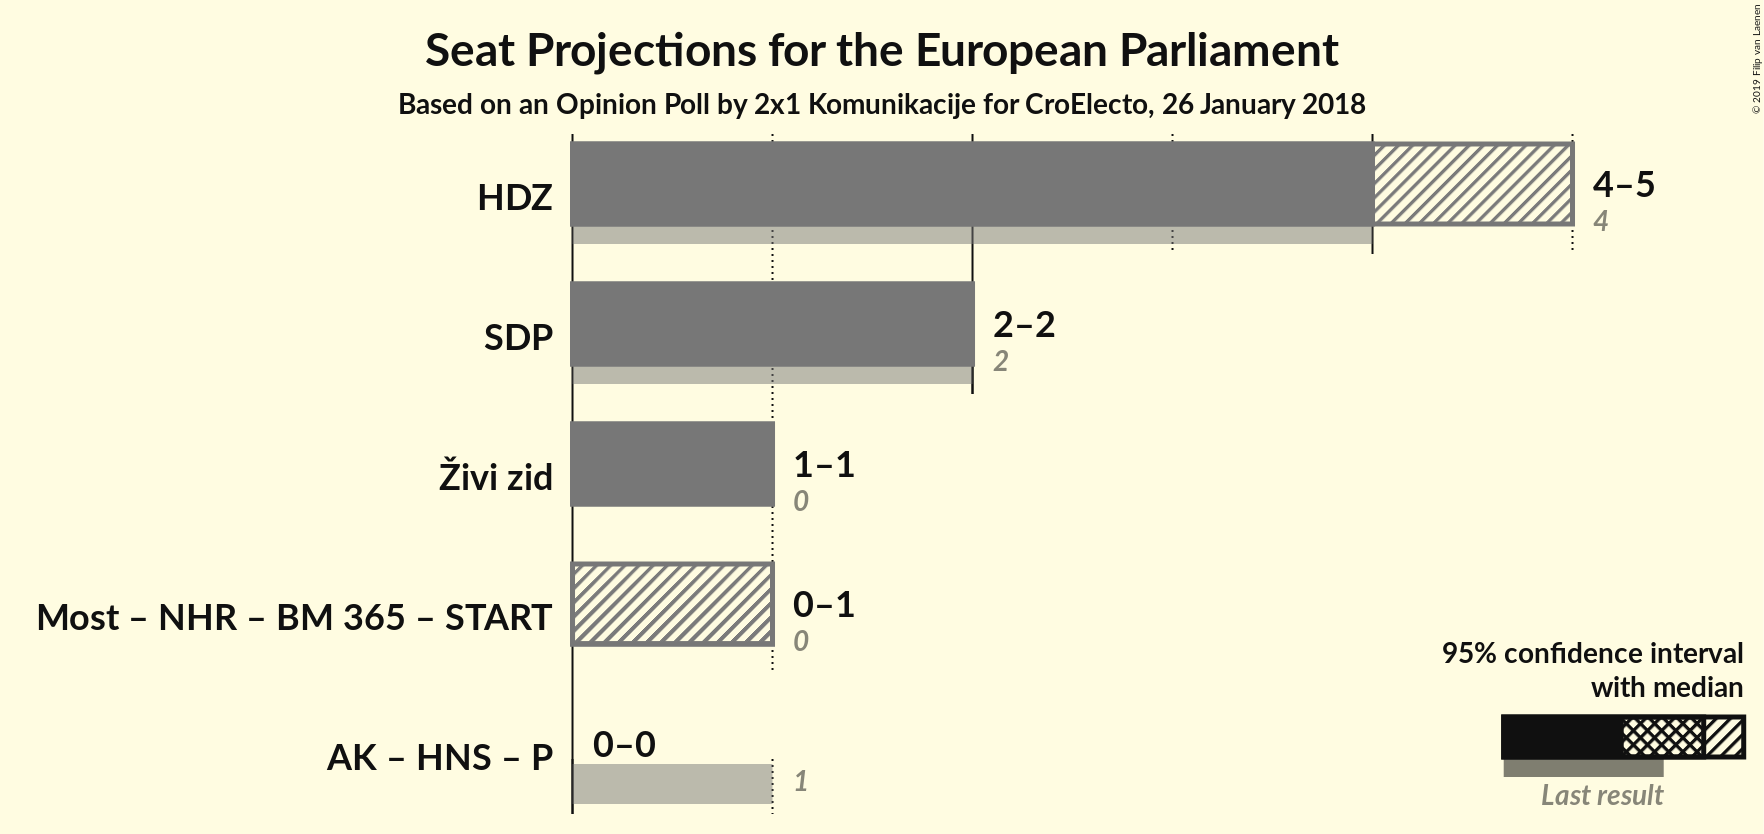 Seat Projections for the European Parliament
Based on an Opinion Poll by 2x1 Komunikacije for CroElecto, 26 January 2018
© 2019 Filip van Laenen
HDZ
4–5
4
SDP
2–2
2
Živi zid
1–1
0
Most – NHR – BM 365 – START
0–1
0
AK – HNS – P
0–0
1
95% confidence interval
with median
Last result